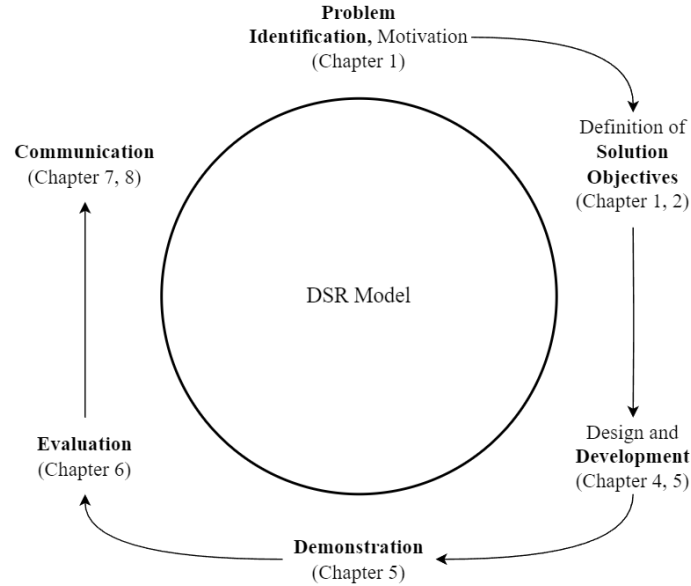 Problem
Identification, Motivation
(Chapter 1)
Definition of
Solution
Objectives
(Chapter 1, 2)
Communication
(Chapter 7, 8)
DSR Model
Design and
Development
(Chapter 4, 5)
Evaluation
(Chapter 6)
Demonstration
(Chapter 5)